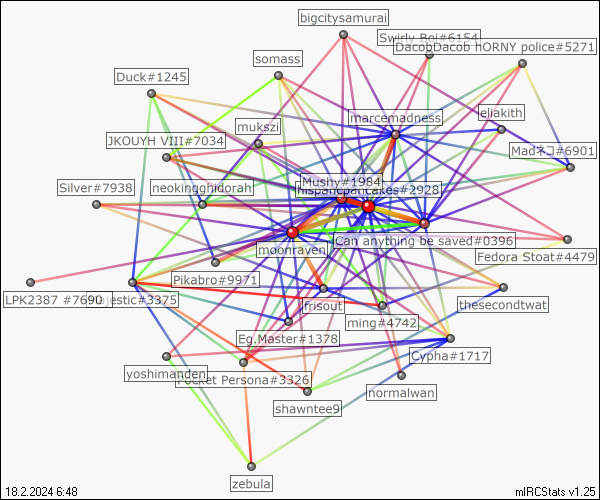 bigcitysamurai
Swirly Boi#6154
DacobDacob HORNY police#5271
somass
Duck#1245
marcemadness
eliakith
mukszi
JKOUYH VIII#7034
Madネコ#6901
Mushy#1984
Silver#7938
neokingghidorah
hispanicpancakes#2928
Can anything be saved#0396
moonraven
Fedora Stoat#4479
Pikabro#9971
LPK2387 #7690
jestic#3375
frisout
thesecondtwat
ming#4742
Eg.Master#1378
Cypha#1717
yoshimanden
Pocket Persona#3326
normalwan
shawntee9
zebula
18.2.2024 6:48
mIRCStats v1.25